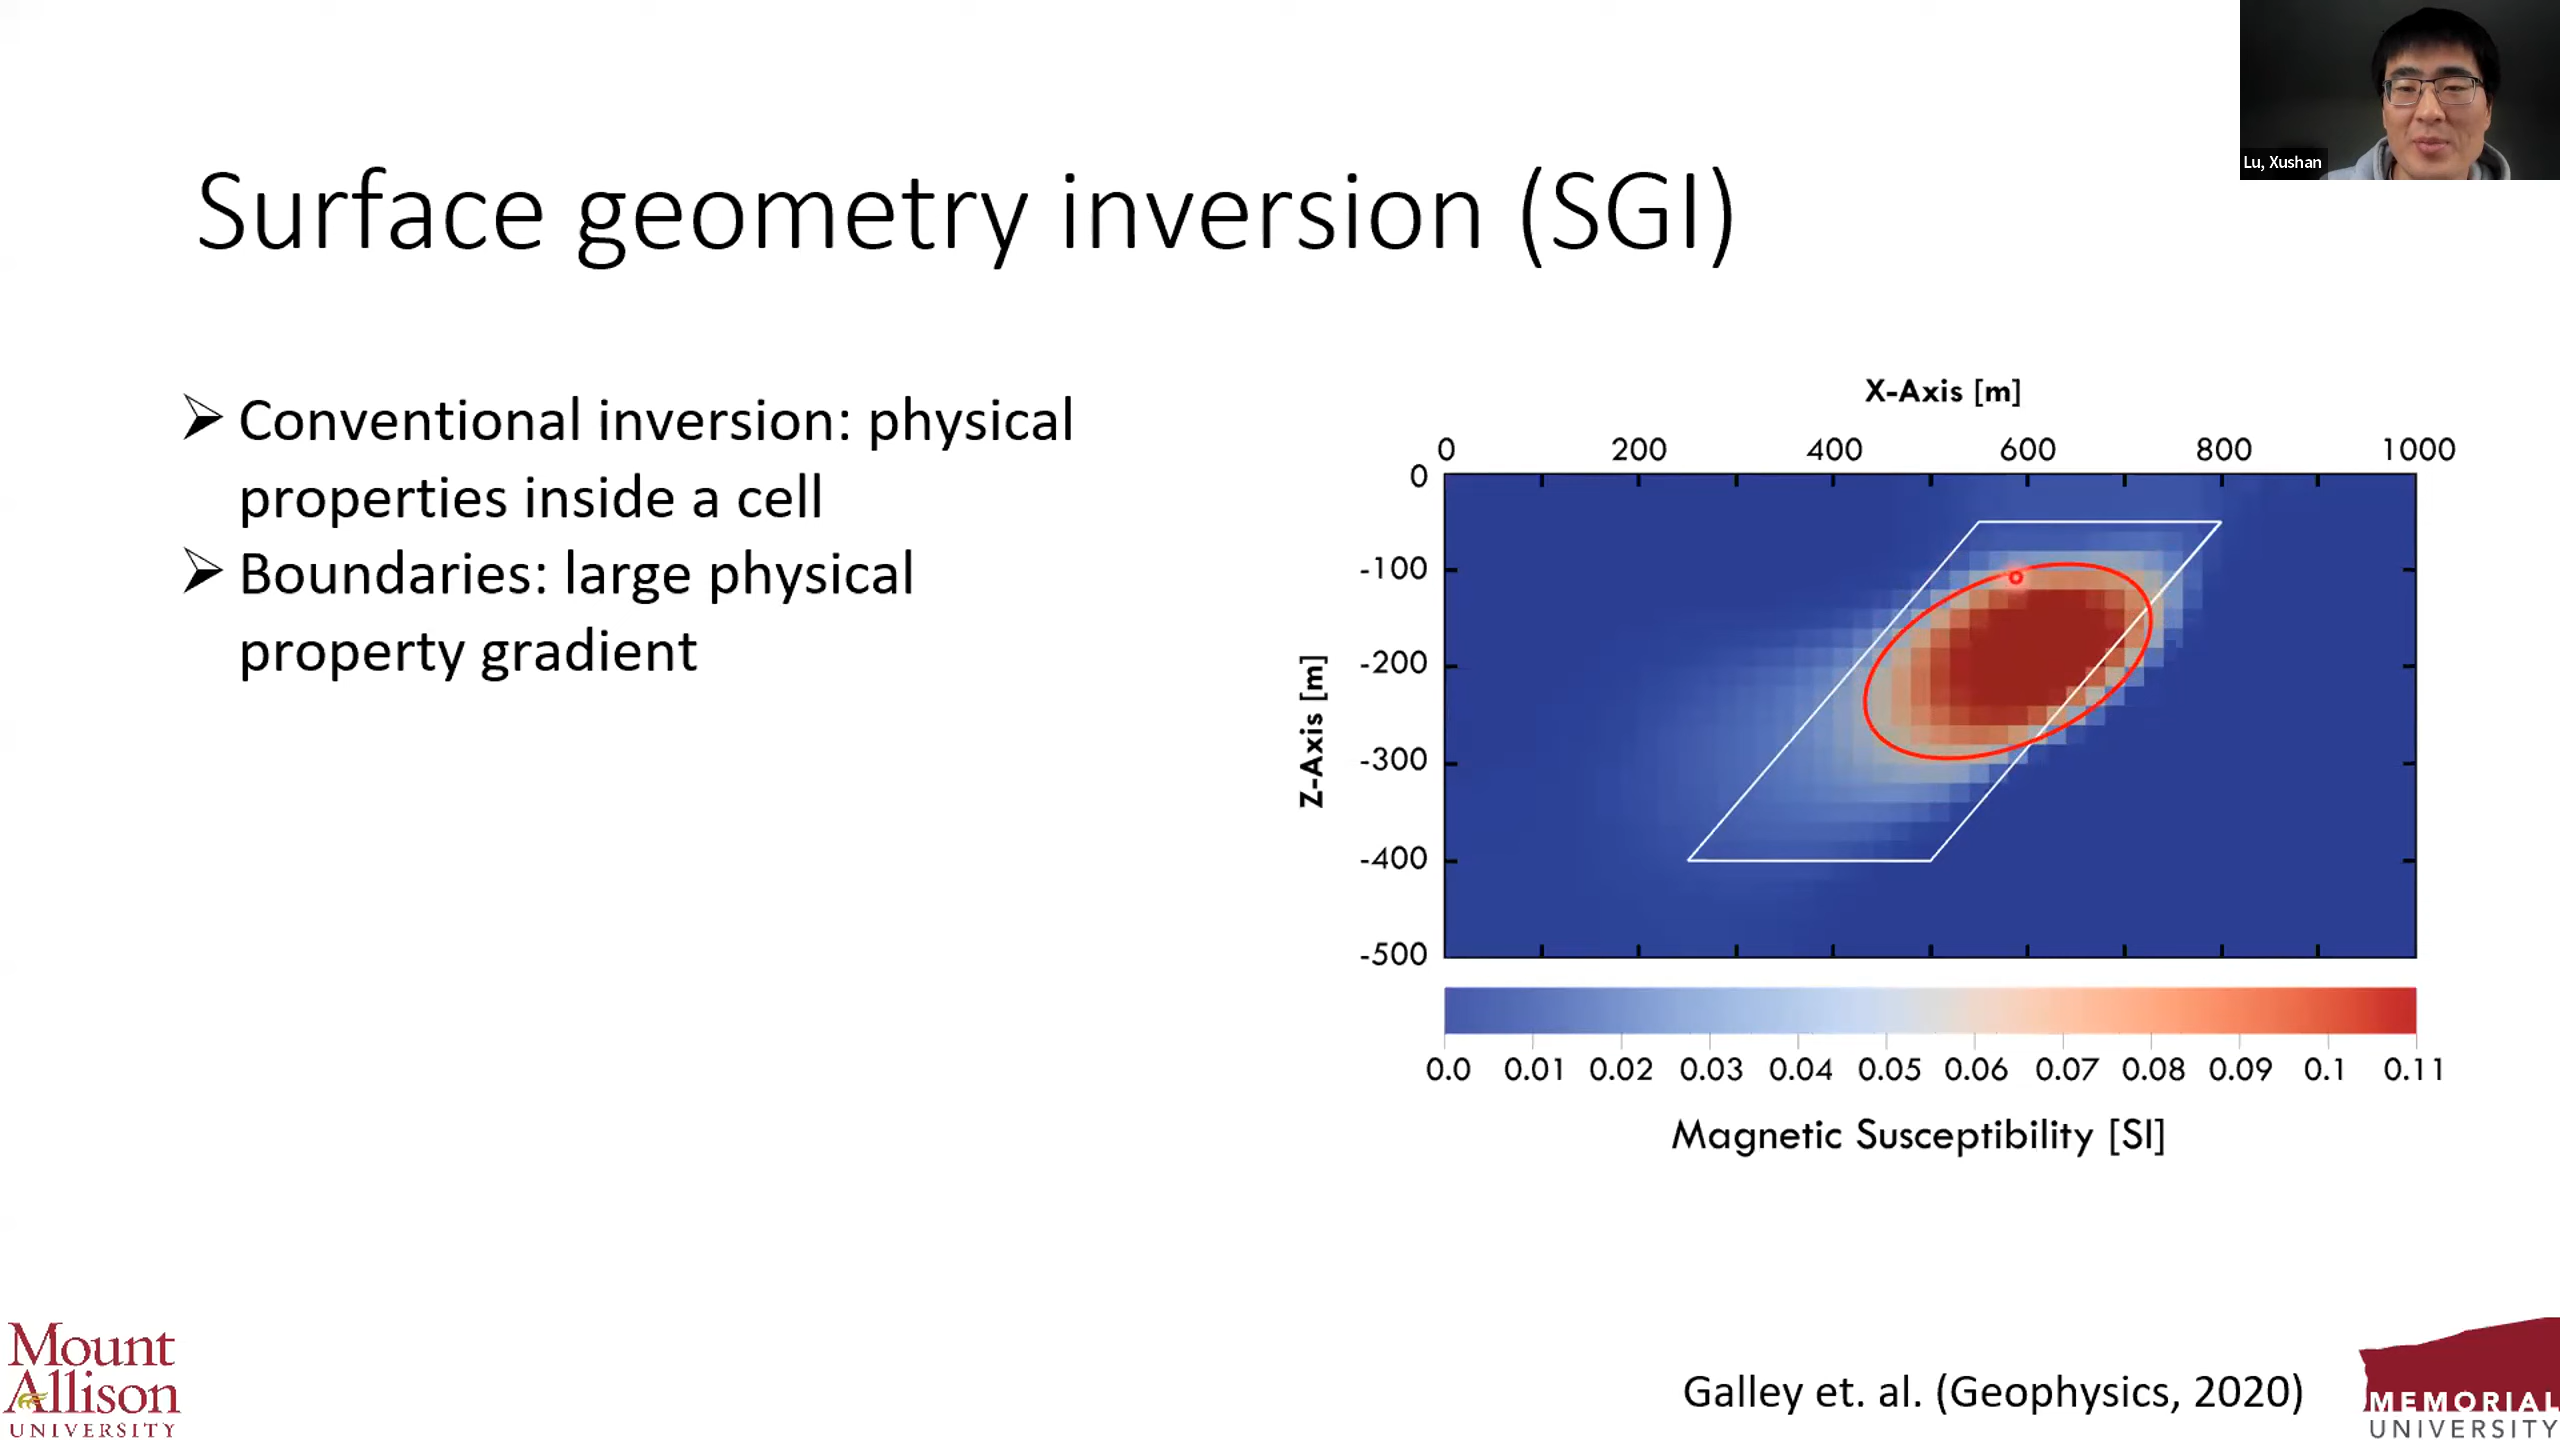 Lu, Xushan
Surface geometry inversion (SGI)
➢ Conventional inversion: physical
properties inside a cell
➢ Boundaries: large physical
property gradient
X-Axis [m]
0 200 400 600 800 1000
0
-100
-200
-300
-400
-500
Z-Axis [m]
0.0 0.01 0.02 0.03 0.04 0.05 0.06 0.07 0.08 0.09 0.1 0.11
Magnetic Susceptibility [SI]
Mount
Allison
UNIVERSITY
Galley et. al. (Geophysics, 2020)
MEMORIAL
UNIVERSITY